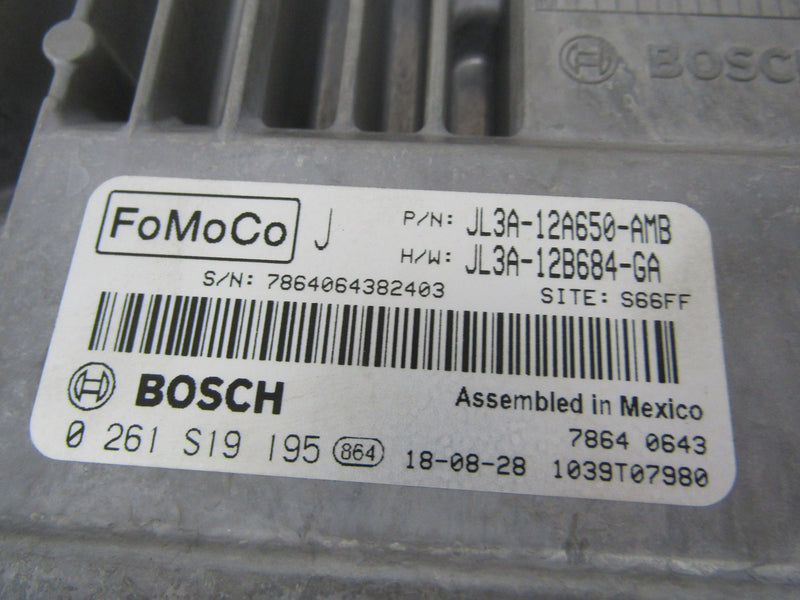 BOSCH
FoMoCo J P/N: JL3A-12A650-AMB
H/W: JL3A-12B684-GA
S/N: 7864064382403 SITE: S66FF
BOSCH Assembled in Mexico
7864 0643
0 261 S19 195 864 18-08-28 1039T07980